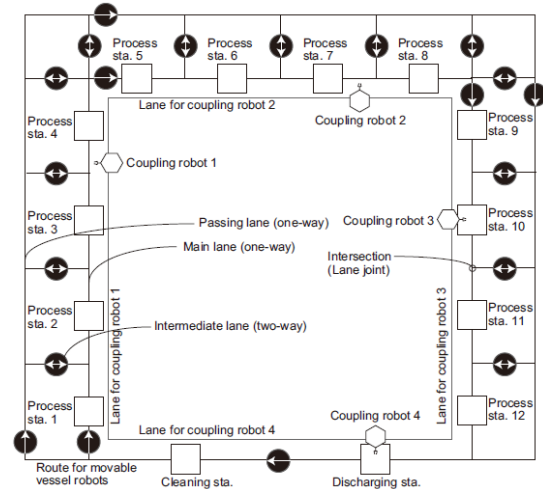 Process
sta. 5
Process
sta. 6
Process
sta. 7
Process
sta. 8
Lane for coupling robot 2
Coupling robot 2
Process
sta. 4
Process
sta. 9
Coupling robot 1
Process
sta. 3
Passing lane (one-way)
Coupling robot 3
Process
sta. 10
Main lane (one-way)
Intersection
(Lane joint)
Lane for coupling robot 1
Lane for coupling robot 3
Process
sta. 2
Intermediate lane (two-way)
Process
sta. 11
Process
sta. 1
Coupling robot 4
Process
sta. 12
Lane for coupling robot 4
Route for movable
vessel robots
Cleaning sta.
Discharging sta.